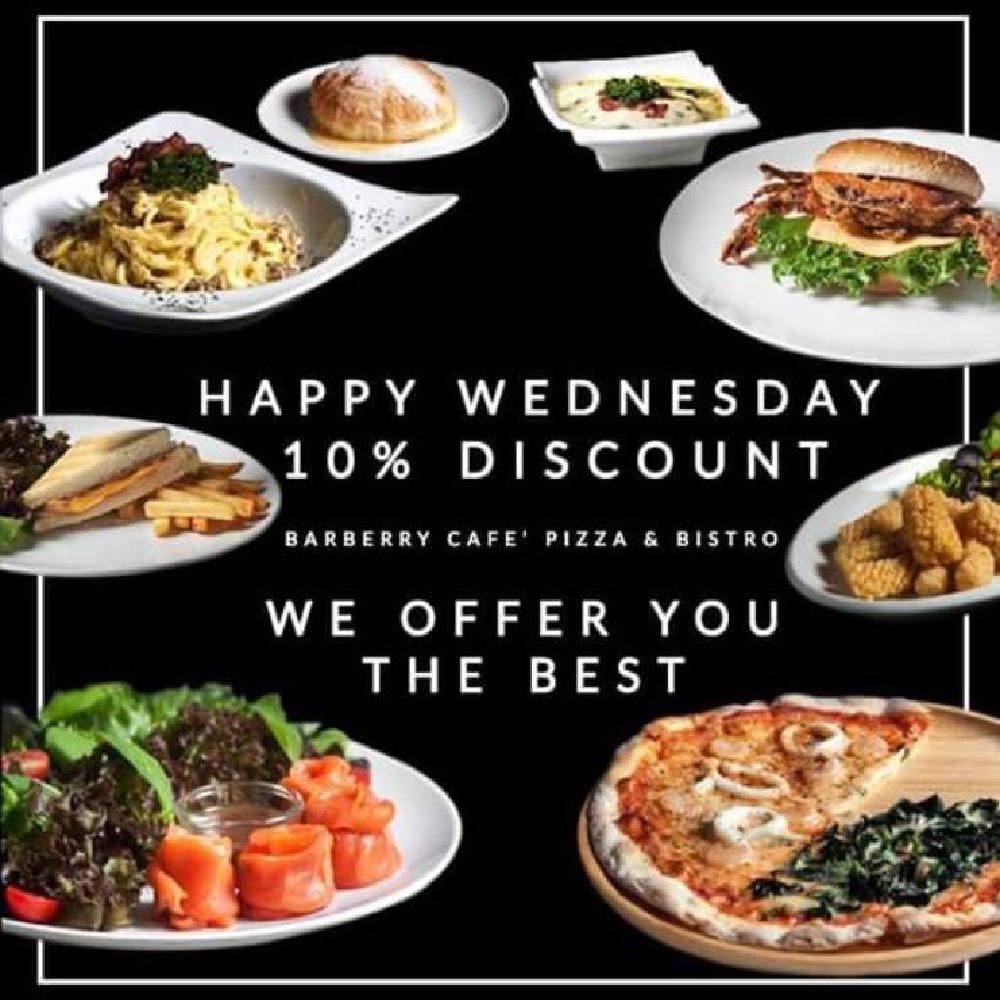 HAPPY WEDNESDAY
10% DISCOUNT
BARBERRY CAFE' PIZZA & BISTRO
WE OFFER YOU
THE BEST